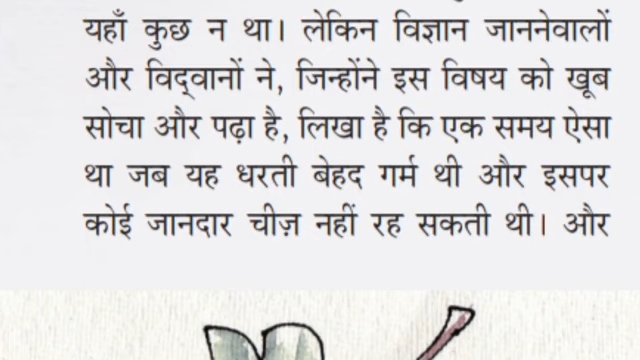 यहाँ कुछ न था। लेकिन विज्ञान जाननेवालों
और विद्‌वानों ने, जिन्होंने इस विषय को खूब
सोचा और पढ़ा है, लिखा है कि एक समय ऐसा
था जब यह धरती बेहद गर्म थी और इसपर
कोई जानदार चीज़ नहीं रह सकती थी। और